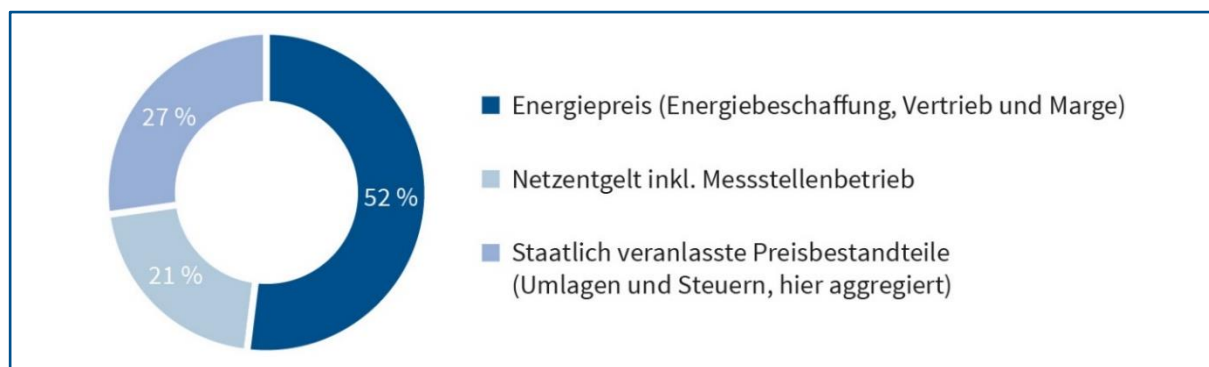 27 %
52 %
21 %
Energiepreis (Energiebeschaffung, Vertrieb und Marge)
Netzentgelt inkl. Messstellenbetrieb
Staatlich veranlasste Preisbestandteile
(Umlagen und Steuern, hier aggregiert)